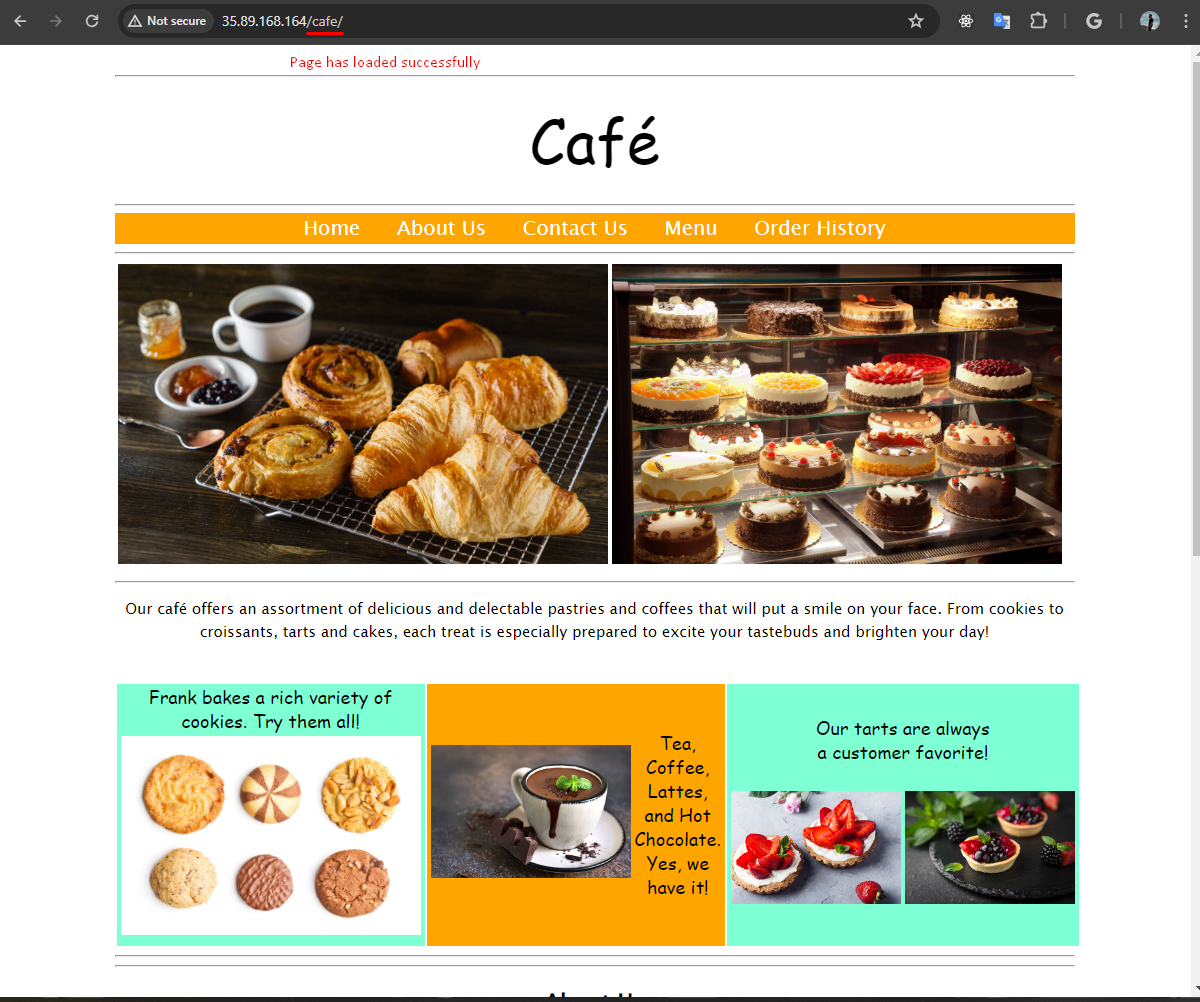 Not secure 35.89.168.164/cafe/
Page has loaded successfully
Café
Home About Us Contact Us Menu Order History
Our café offers an assortment of delicious and delectable pastries and coffees that will put a smile on your face. From cookies to
croissants, tarts and cakes, each treat is especially prepared to excite your tastebuds and brighten your day!
Frank bakes a rich variety of
cookies. Try them all!
Tea,
Coffee,
Lattes,
and Hot
Chocolate.
Yes, we
have it!
Our tarts are always
a customer favorite!
About Us